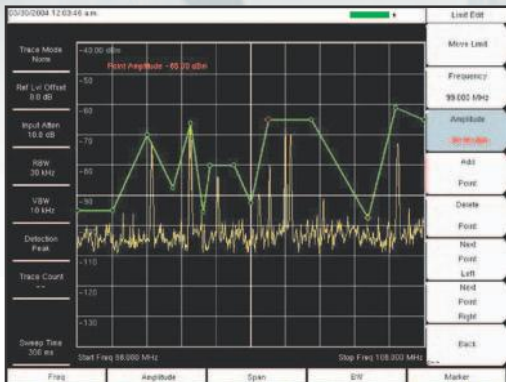 03/30/2004 12:03:46 a.m.
Limit Edit
Trace Mode
Norm
Ref Lvl Offset
0.0 dB
Input Atten
10.0 dB
RBW
30 kHz
VBW
10 kHz
Detection
Peak
Trace Count
--
Sweep Time
300 ms
-40.00 dBm
Point Amplitude
-50
-60
-70
-80
-90
-110
-120
-130
Start Freq 88.000 MHz
Stop Freq 108.000 MHz
Move Limit
Frequency
99.000 MHz
Amplitude
Add
Point
Delete
Point
Next
Point
Left
Next
Point
Right
Back
Freq
Amplitude
Span
BW
Marker